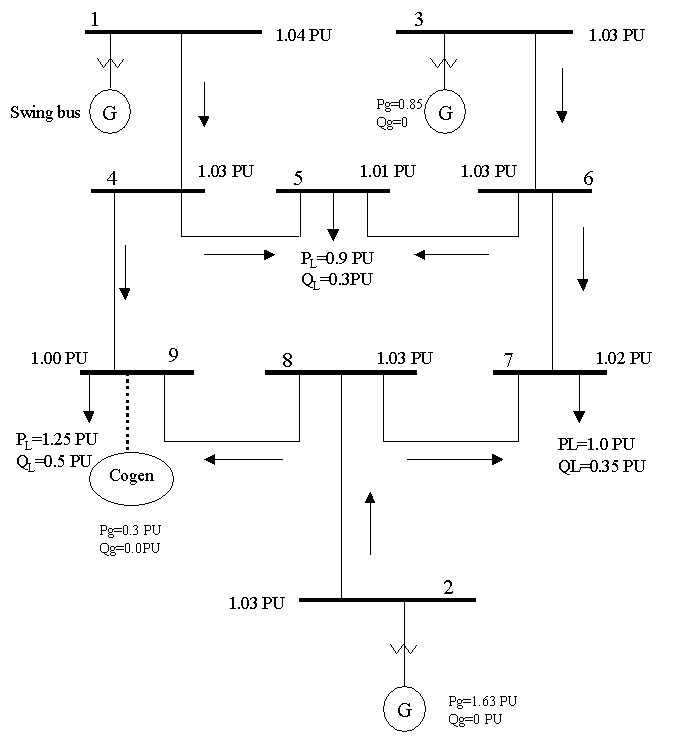 1
1.04 PU
3
1.03 PU
Swing bus
G
Pg=0.85
Qg=0
G
4
1.03 PU
5
1.01 PU
1.03 PU
6
PL=0.9 PU
QL=0.3PU
1.00 PU
9
8
1.03 PU
7
1.02 PU
PL=1.25 PU
QL=0.5 PU
Cogen
PL=1.0 PU
QL=0.35 PU
Pg=0.3 PU
Qg=0.0PU
1.03 PU
2
G
Pg=1.63 PU
Qg=0 PU